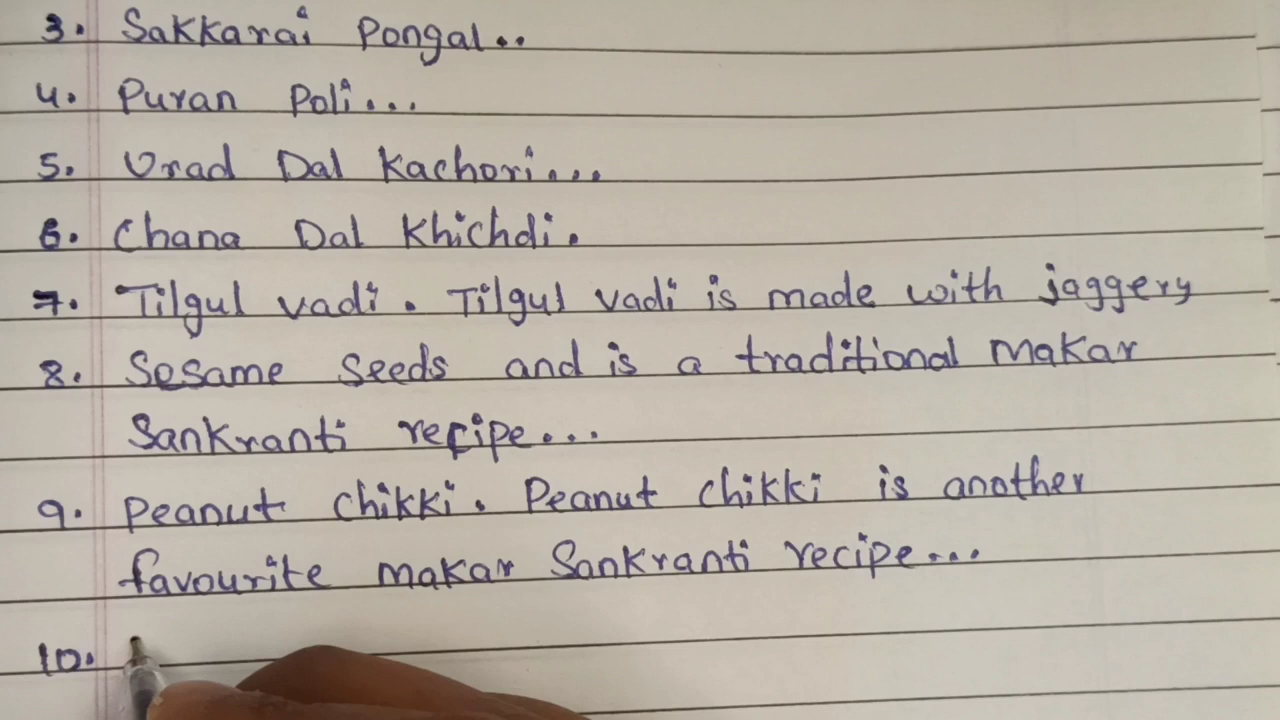 3. Sakkarai Pongal..
4. Puran Poli...
5. Urad Dal Kachori...
6. Chana Dal Khichdi.
7. Tilgul vadi. Tilgul vadi is made with jaggery
8. Sesame seeds and is a traditional Makar
Sankranti recipe...
9. Peanut chikki. Peanut chikki is another
favourite makar Sankranti recipe...
10.